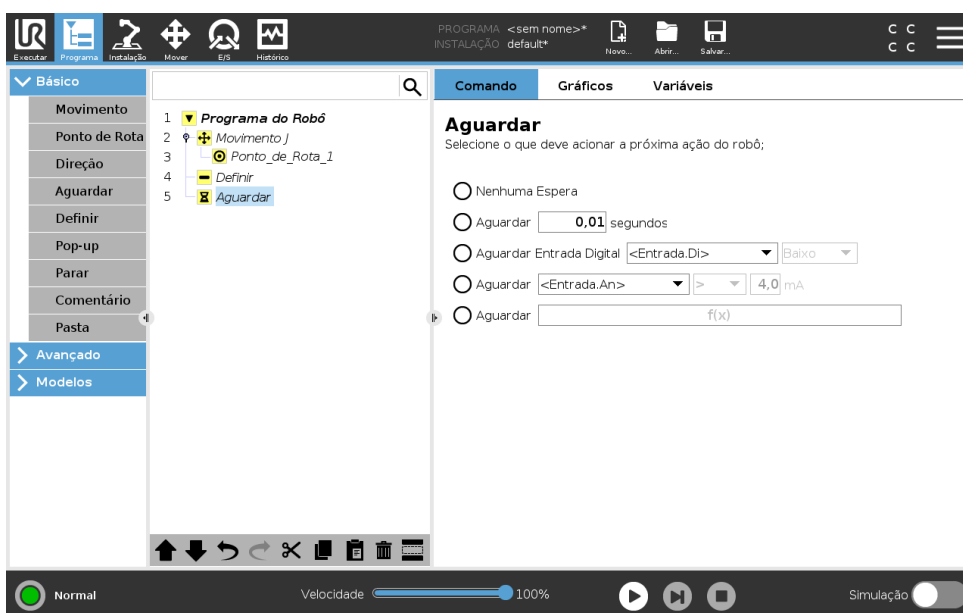 UR
PROGRAMA <sem nome>*
INSTALAÇÃO default*
C C
C C
Executar Programa Instalação Mover E/S Histórico Novo... Abrir... Salvar...
Básico
Movimento
Ponto de Rota
Direção
Aguardar
Definir
Pop-up
Parar
Comentário
Pasta
Avançado
Modelos
1 Programa do Robô
2 Movimento J
3 Ponto_de_Rota_1
4 Definir
5 Aguardar
Comando Gráficos Variáveis
Aguardar
Selecione o que deve acionar a próxima ação do robô;
Nenhuma Espera
Aguardar 0,01 segundos
Aguardar Entrada Digital <Entrada.Di> Baixo
Aguardar <Entrada.An> > 4,0 mA
Aguardar f(x)
Normal Velocidade 100% Simulação